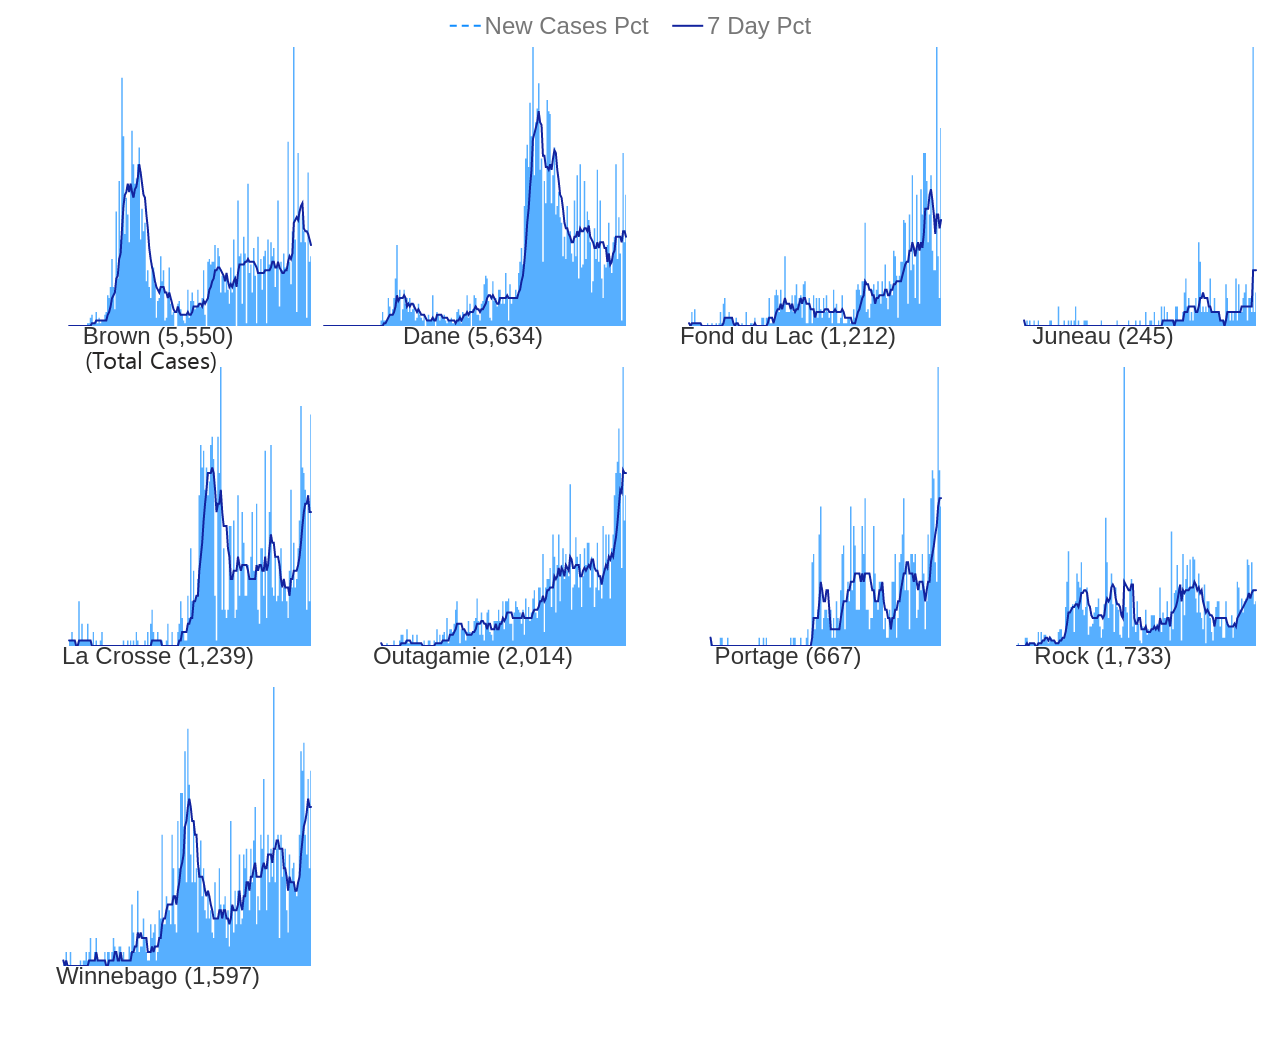 New Cases Pct 7 Day Pct
Brown (5,550) Dane (5,634) Fond du Lac (1,212) Juneau (245)
(Total Cases)
La Crosse (1,239) Outagamie (2,014) Portage (667) Rock (1,733)
Winnebago (1,597)